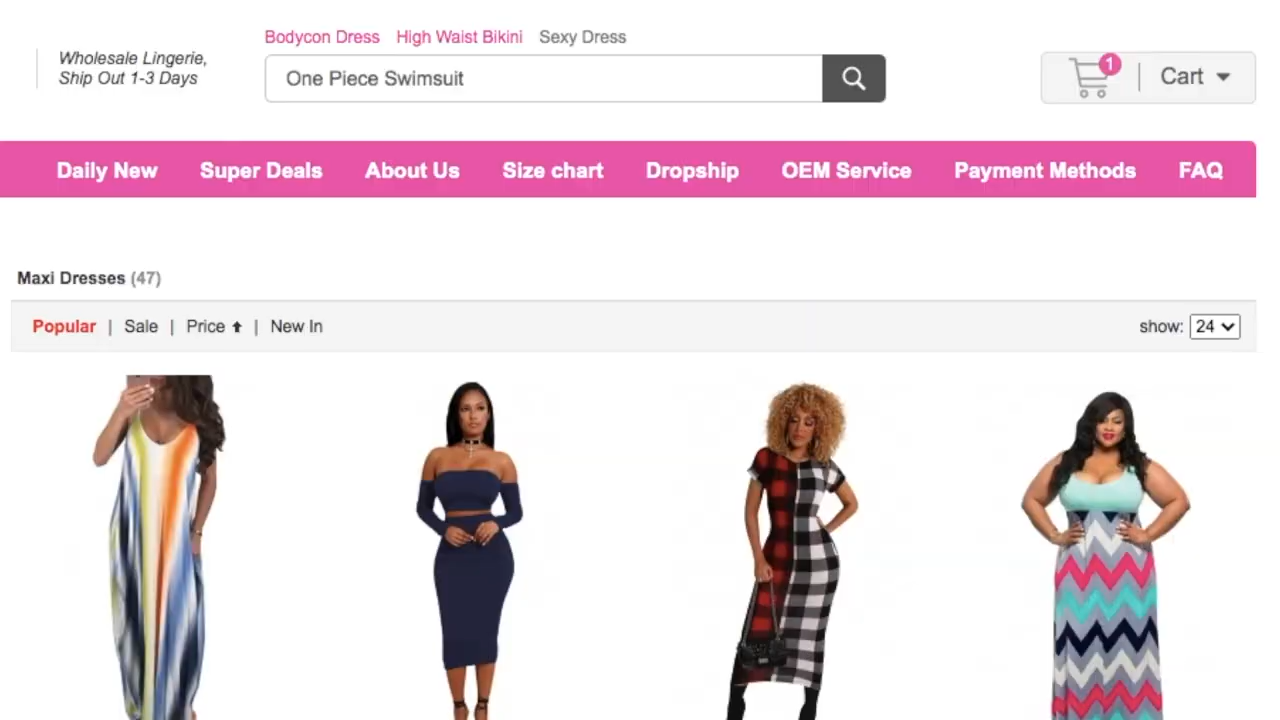 Bodycon Dress High Waist Bikini Sexy Dress
Wholesale Lingerie,
Ship Out 1-3 Days
One Piece Swimsuit
1
Cart
Daily New Super Deals About Us Size chart Dropship OEM Service Payment Methods FAQ
Maxi Dresses (47)
Popular | Sale | Price | New In
show: 24